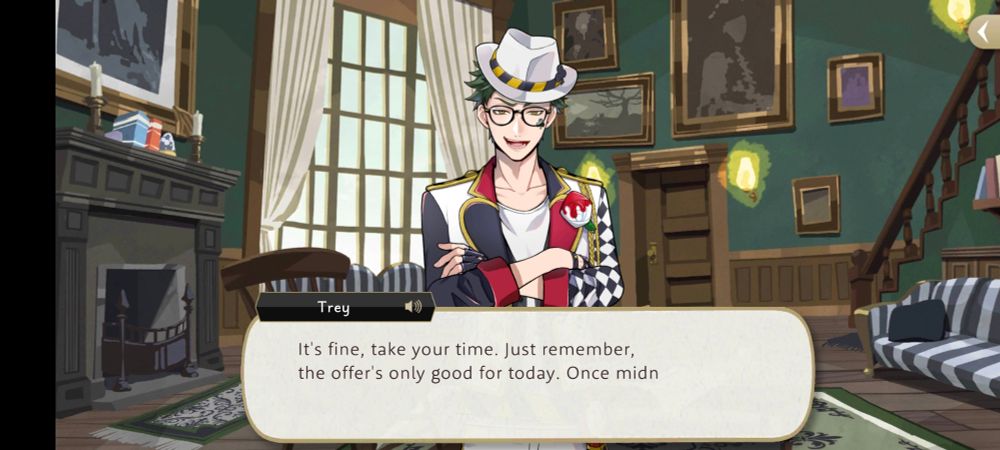 Trey
It's fine, take your time. Just remember,
the offer's only good for today. Once midn